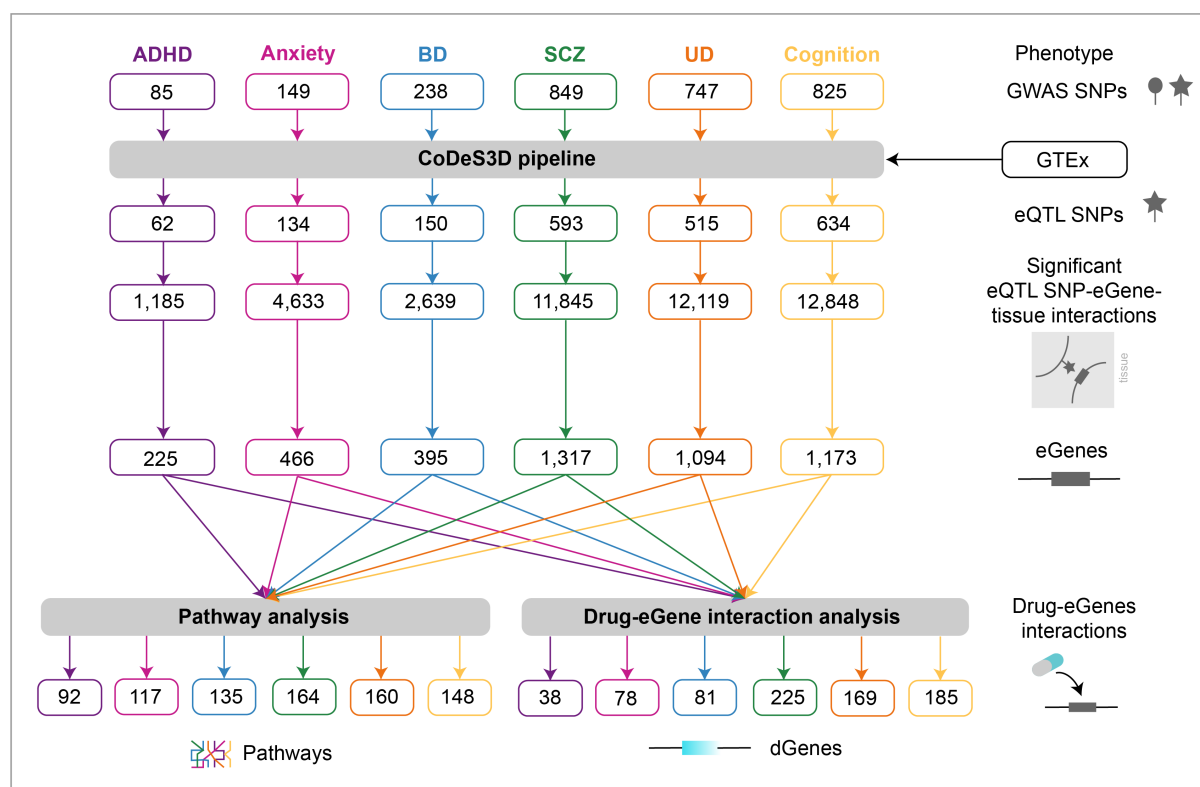 ADHD Anxiety BD SCZ UD Cognition Phenotype
85 149 238 849 747 825 GWAS SNPs
CoDeS3D pipeline GTEx
62 134 150 593 515 634 eQTL SNPs
Significant
eQTL SNP-eGene-
tissue interactions
1,185 4,633 2,639 11,845 12,119 12,848
tissue
225 466 395 1,317 1,094 1,173 eGenes
Pathway analysis Drug-eGene interaction analysis Drug-eGenes
interactions
92 117 135 164 160 148 38 78 81 225 169 185
Pathways dGenes